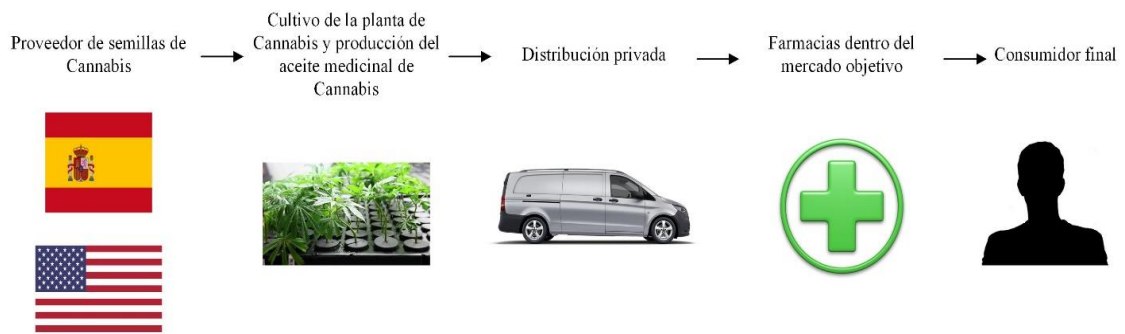 Proveedor de semillas de
Cannabis
Cultivo de la planta de
Cannabis y producción del
aceite medicinal de
Cannabis
Distribución privada
Farmacias dentro del
mercado objetivo
Consumidor final